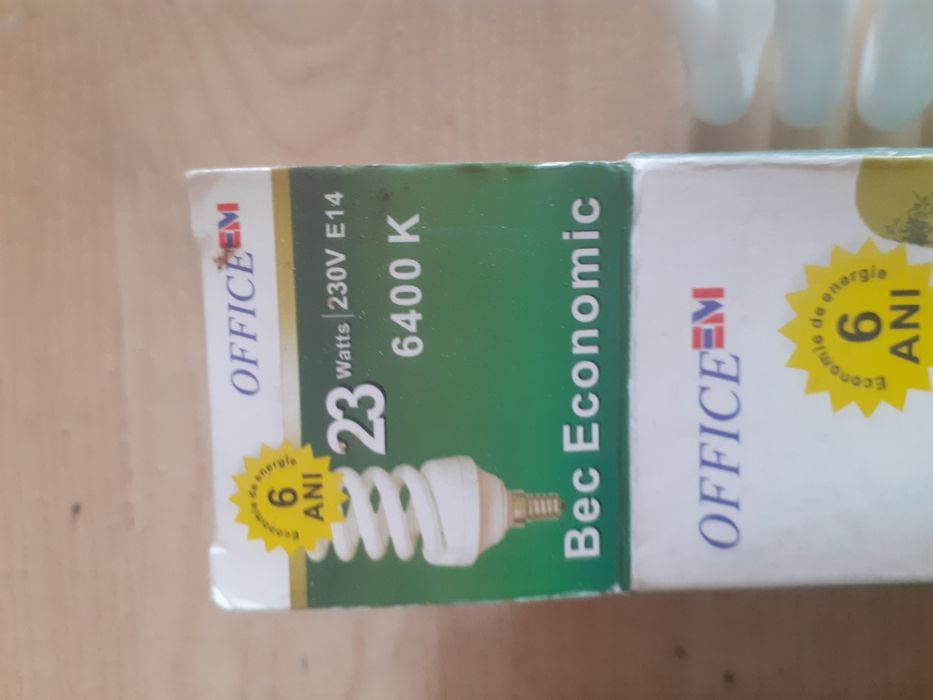 OFFICE EM
Economie de energie
6
ANI
23 Watts | 230V E14
6400 K
Bec Economic
OFFICE EM
Economie de energie
6
ANI